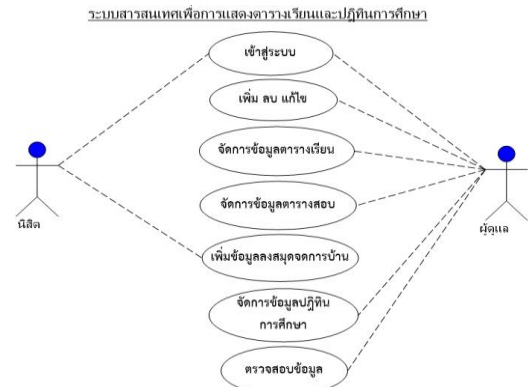 ระบบสารสนเทศเพื่อการแสดงตารางเรียนและปฎิทินการศึกษา
เข้าสู่ระบบ
เพิ่ม ลบ แก้ไข
จัดการข้อมูลตารางเรียน
จัดการข้อมูลตารางสอบ
นิสิต
ผู้ดูแล
เพิ่มข้อมูลลงสมุดจดการบ้าน
จัดการข้อมูลปฎิทิน
การศึกษา
ตรวจสอบข้อมูล